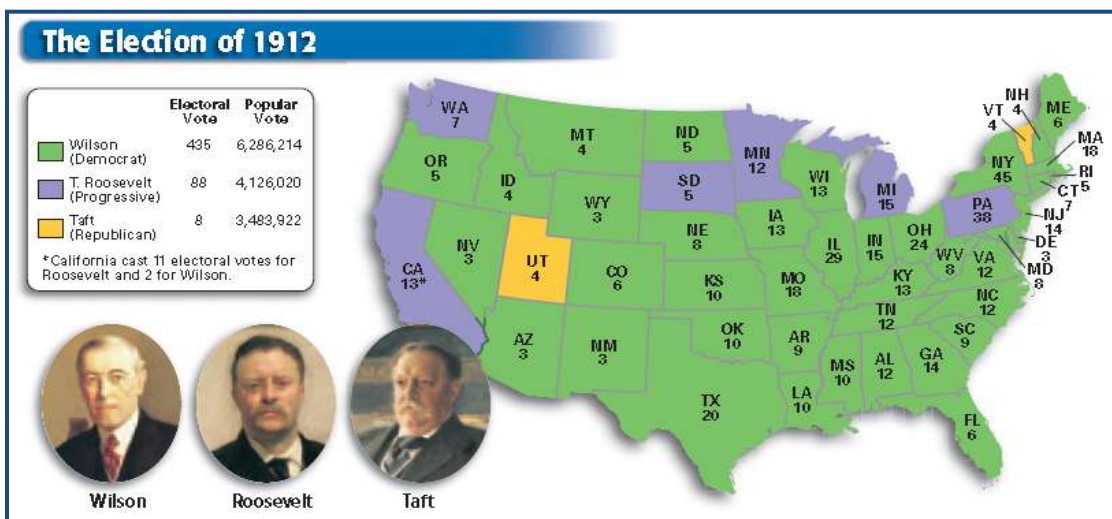 The Election of 1912
Electoral Vote
Popular Vote
Wilson (Democrat) 435 6,286,214
T. Roosevelt (Progressive) 88 4,126,020
Taft (Republican) 8 3,483,922
*California cast 11 electoral votes for
Roosevelt and 2 for Wilson.
WA
7
OR
5
CA
13*
NV
3
ID
4
MT
4
WY
3
UT
4
AZ
3
CO
6
NM
3
ND
5
SD
5
NE
8
KS
10
OK
10
TX
20
MN
12
IA
13
MO
18
AR
9
LA
10
WI
13
IL
29
MI
15
IN
15
OH
24
KY
13
TN
12
MS
10
AL
12
GA
14
FL
6
SC
9
NC
12
VA
12
WV
8
PA
38
NY
45
VT
4
NH
4
ME
6
MA
18
RI
5
CT
7
NJ
14
DE
3
MD
8
Wilson
Roosevelt
Taft